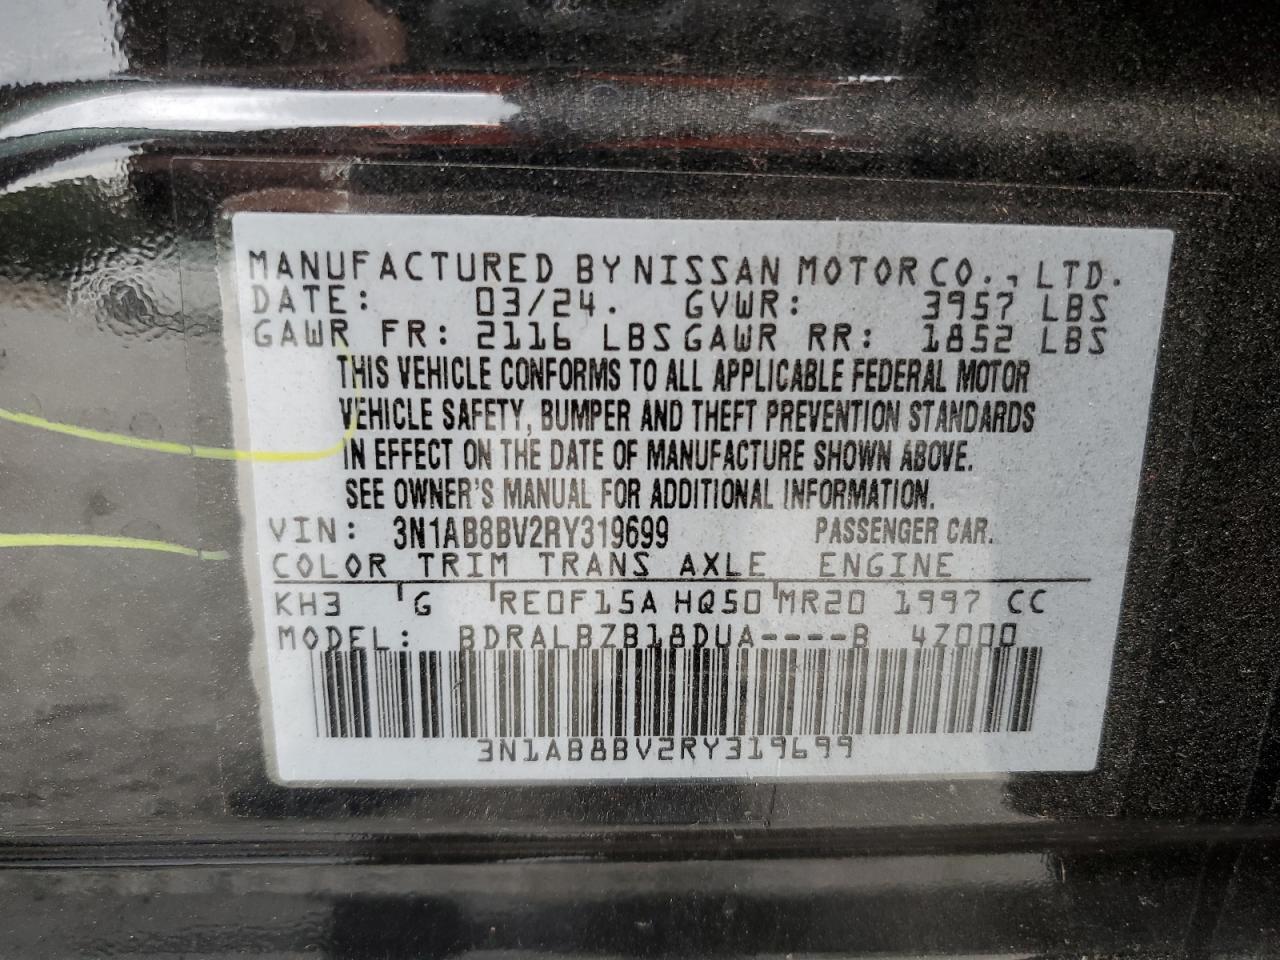 MANUFACTURED BY NISSAN MOTOR CO., LTD.
DATE: 03/24. GVWR: 3957 LBS
GAWR FR: 2116 LBS GAWR RR: 1852 LBS
THIS VEHICLE CONFORMS TO ALL APPLICABLE FEDERAL MOTOR
VEHICLE SAFETY, BUMPER AND THEFT PREVENTION STANDARDS
IN EFFECT ON THE DATE OF MANUFACTURE SHOWN ABOVE.
SEE OWNER'S MANUAL FOR ADDITIONAL INFORMATION.
VIN: 3N1AB8BV2RY319699 PASSENGER CAR.
COLOR TRIM TRANS AXLE ENGINE
KH3 G RE0F15A HQ50 MR20 1997 CC
MODEL: BDRALBZB18DUA----B 4Z000
3N1AB8BV2RY319699